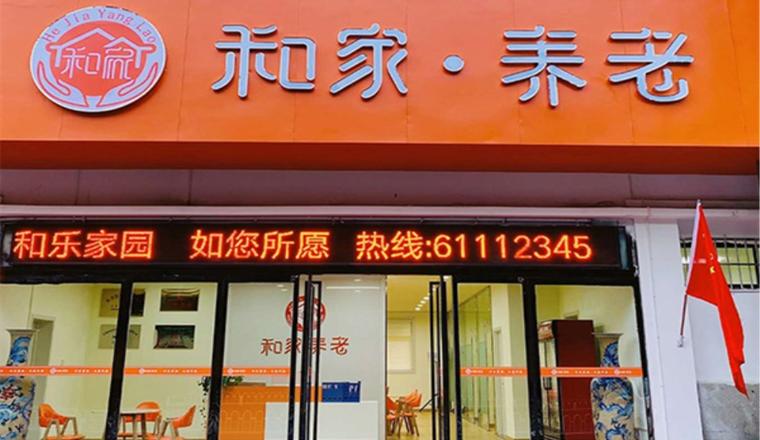 He Jia Yang Lao
和家
和家·养老
和乐家园 如您所愿 热线:61112345
和家养老